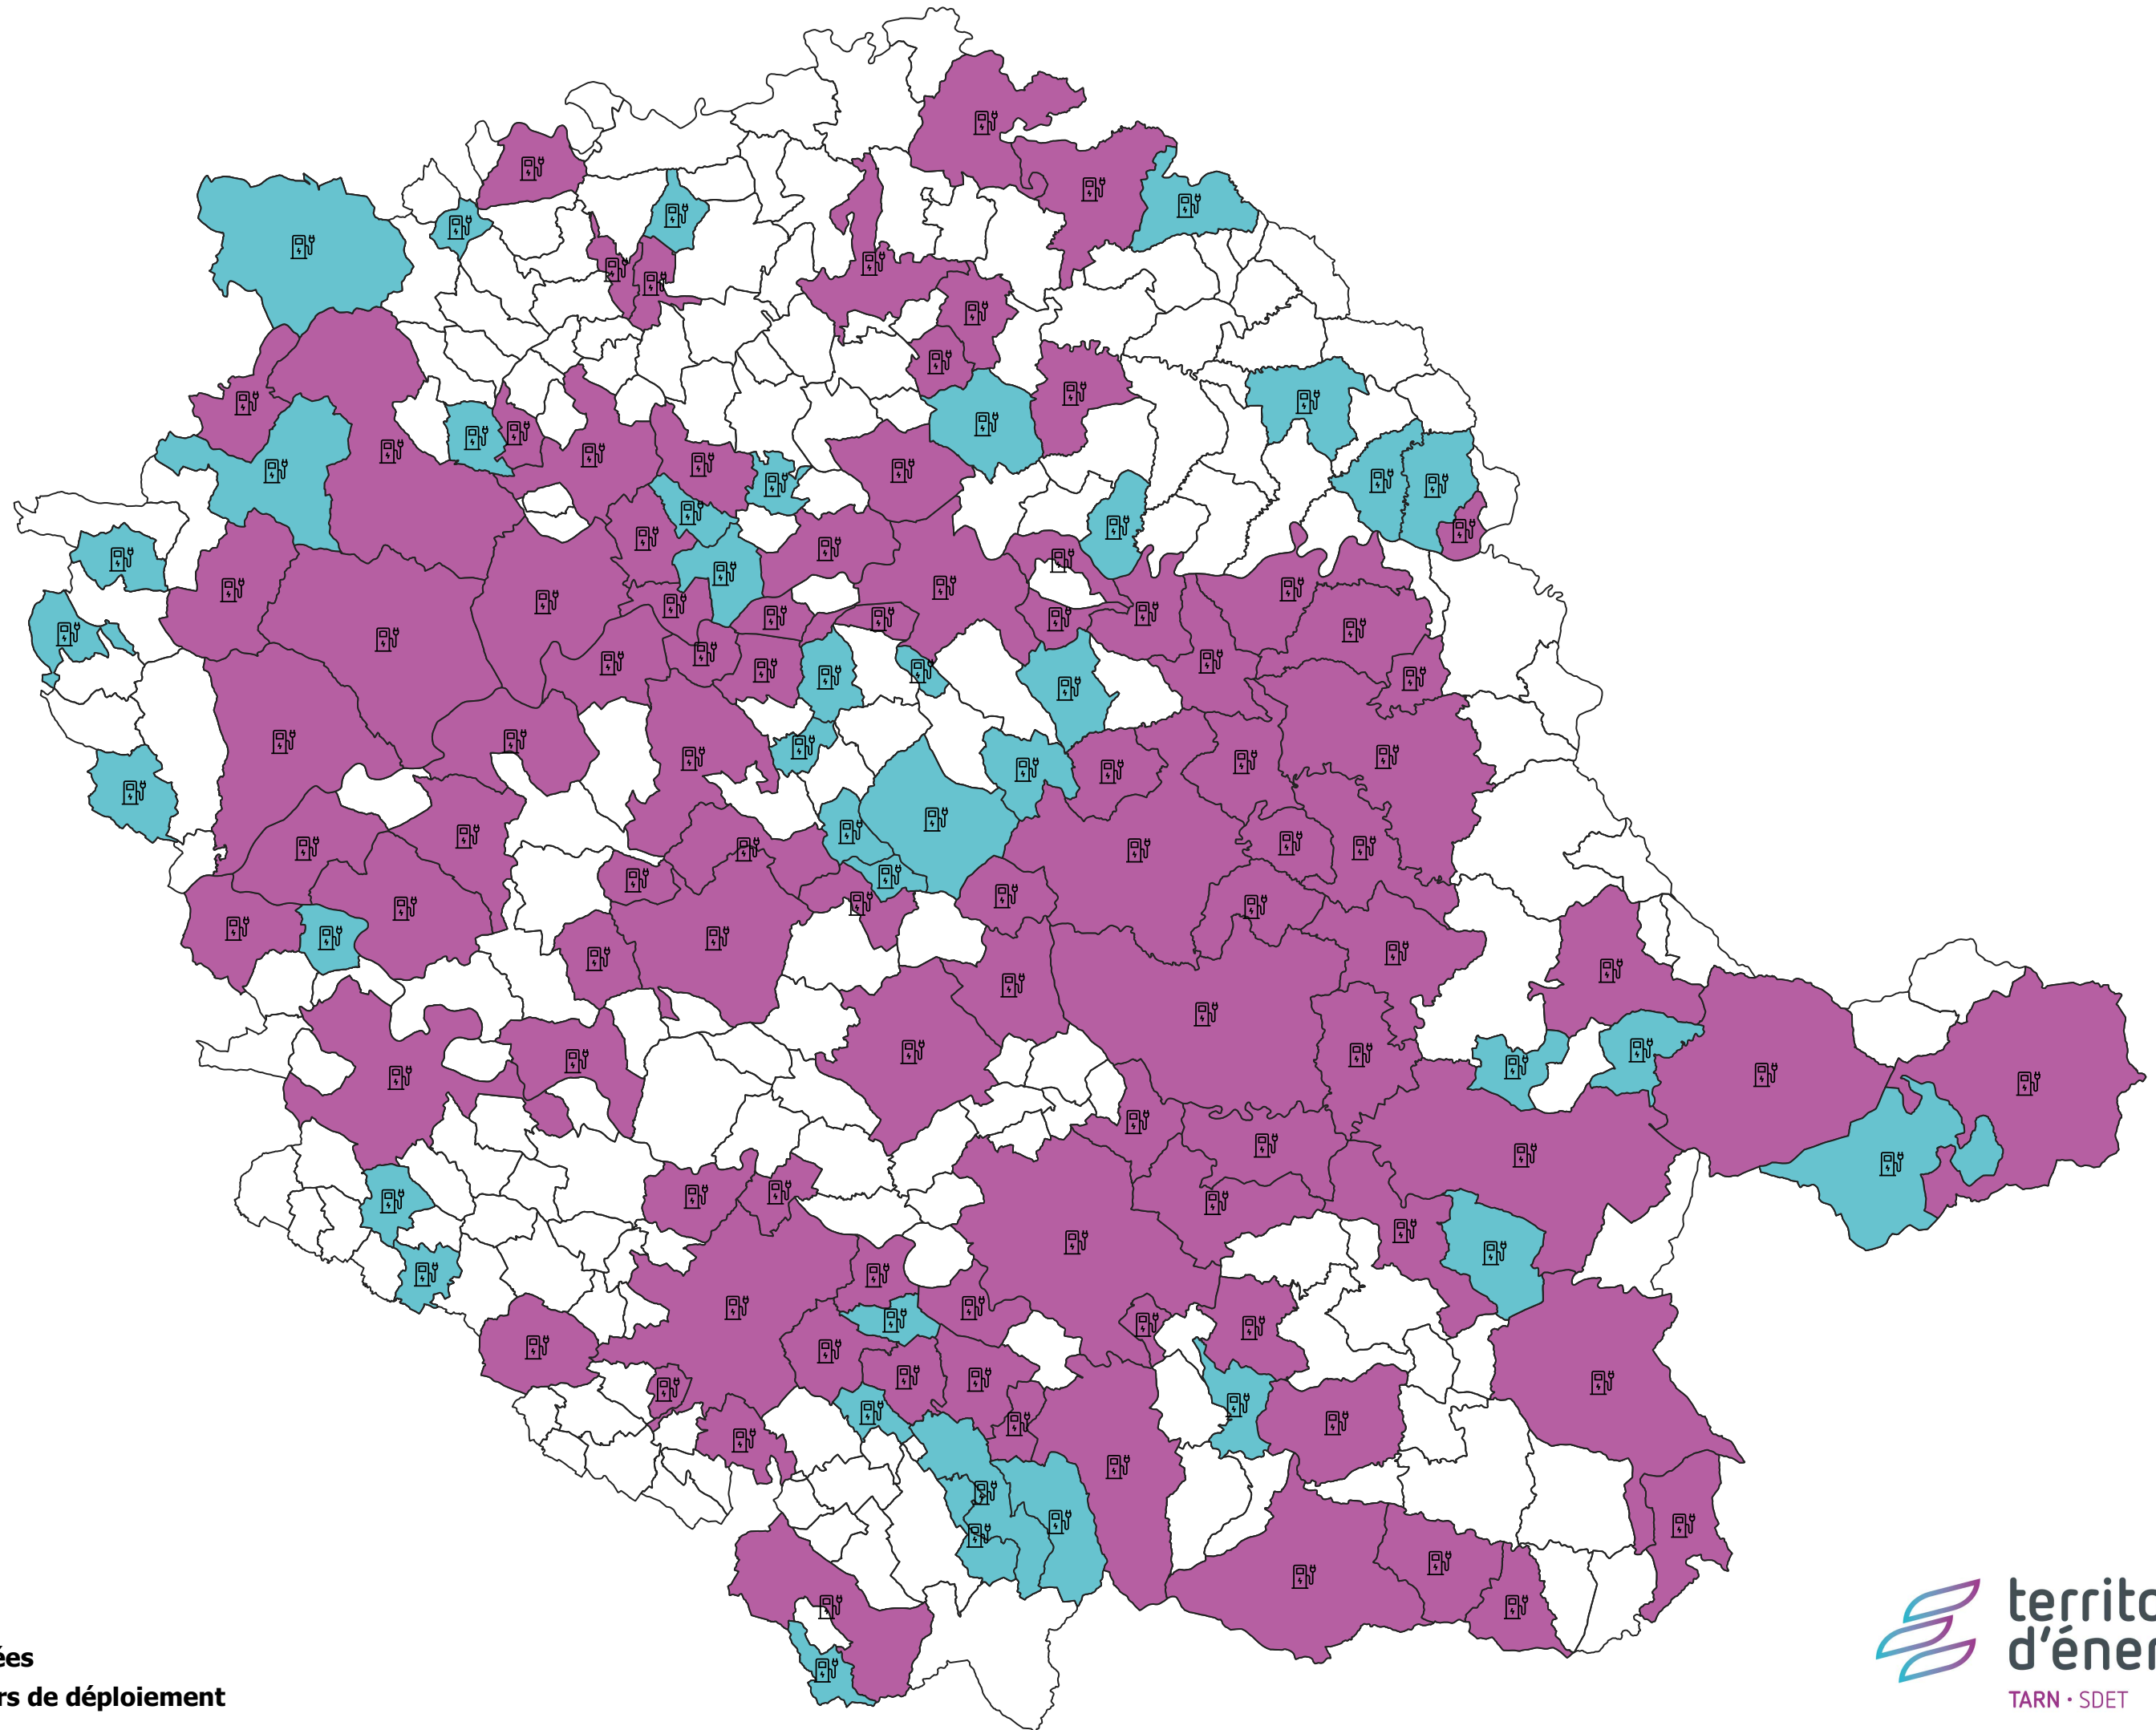 ées
rs de déploiement
territo
d'éner
TARN • SDET